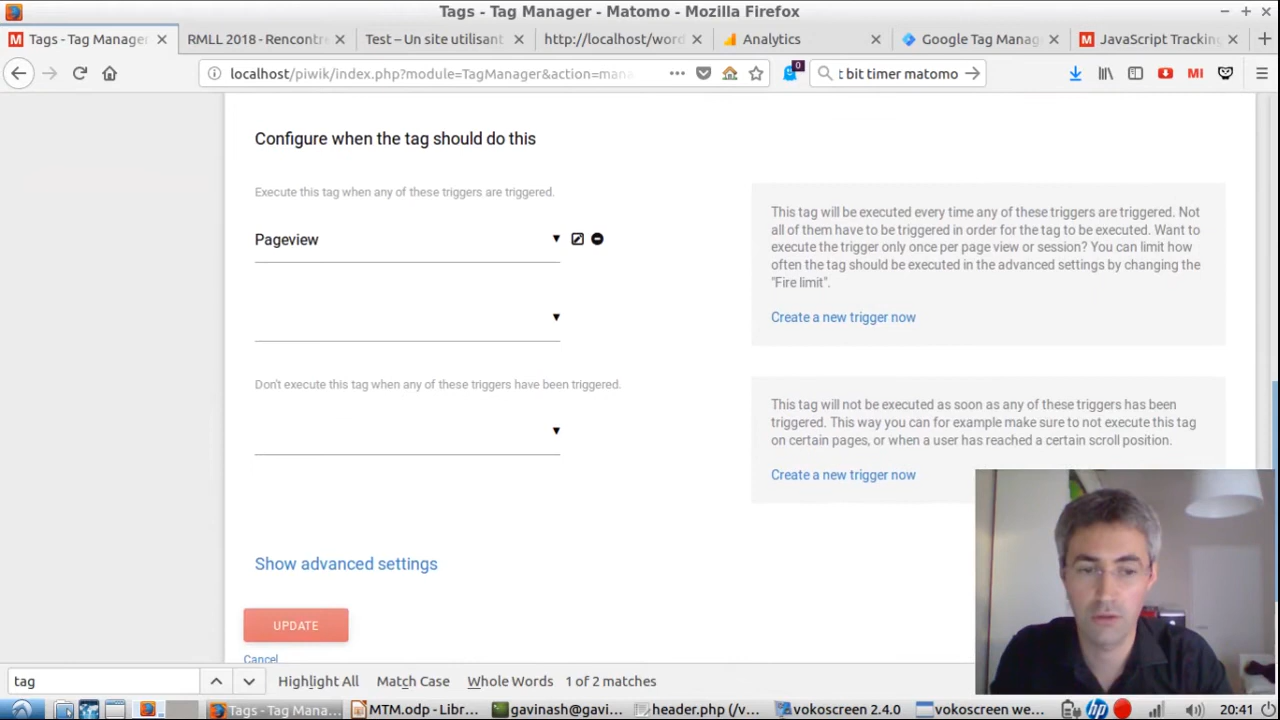 Tags - Tag Manager - Matomo - Mozilla Firefox
Tags - Tag Manager
RMLL 2018 - Rencontre
Test – Un site utilisant
http://localhost/word
Analytics
Google Tag Manag
JavaScript Tracking
localhost/piwik/index.php?module=TagManager&action=mana
0
t bit timer matomo
Configure when the tag should do this
Execute this tag when any of these triggers are triggered.
Pageview
This tag will be executed every time any of these triggers are triggered. Not
all of them have to be triggered in order for the tag to be executed. Want to
execute the trigger only once per page view or session? You can limit how
often the tag should be executed in the advanced settings by changing the
"Fire limit".
Create a new trigger now
Don't execute this tag when any of these triggers have been triggered.
This tag will not be executed as soon as any of these triggers has been
triggered. This way you can for example make sure to not execute this tag
on certain pages, or when a user has reached a certain scroll position.
Create a new trigger now
Show advanced settings
UPDATE
Cancel
tag
Highlight All
Match Case
Whole Words
1 of 2 matches
Tags - Tag Mana...
MTM.odp - Libr...
gavinash@gavi...
header.php (/v...
vokoscreen 2.4.0
vokoscreen we...
hp
20:41